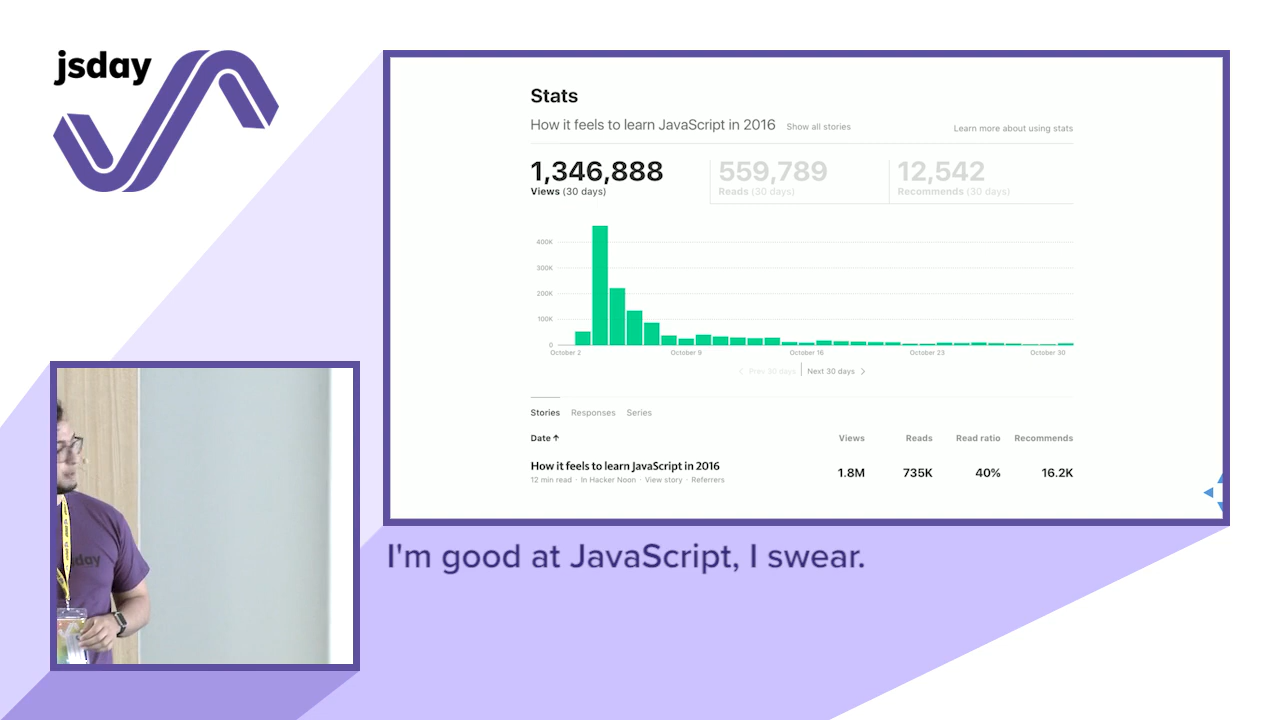 jsday
Stats
How it feels to learn JavaScript in 2016 Show all stories Learn more about using stats
1,346,888 559,789 12,542
Views (30 days) Reads (30 days) Recommends (30 days)
400K
300K
200K
100K
0
October 2 October 9 October 16 October 23 October 30
Prev 30 days Next 30 days
Stories Responses Series
Date↑ Views Reads Read ratio Recommends
How it feels to learn JavaScript in 2016 1.8M 735K 40% 16.2K
12 min read · In Hacker Noon · View story · Referrers
jsday
I'm good at JavaScript, I swear.